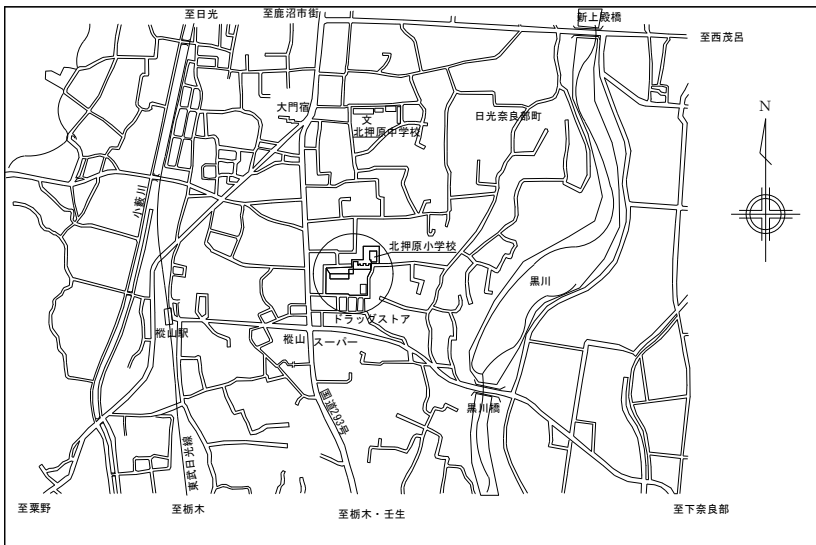 至日光
至鹿沼市街
新上殿橋
至西茂呂
大門宿
文
北押原中学校
日光奈良部町
N
小藪川
北押原小学校
黒川
ドラッグストア
樅山駅
樅山
スーパー
黒川橋
国道293号
東武日光線
至粟野
至栃木
至栃木・壬生
至下奈良部